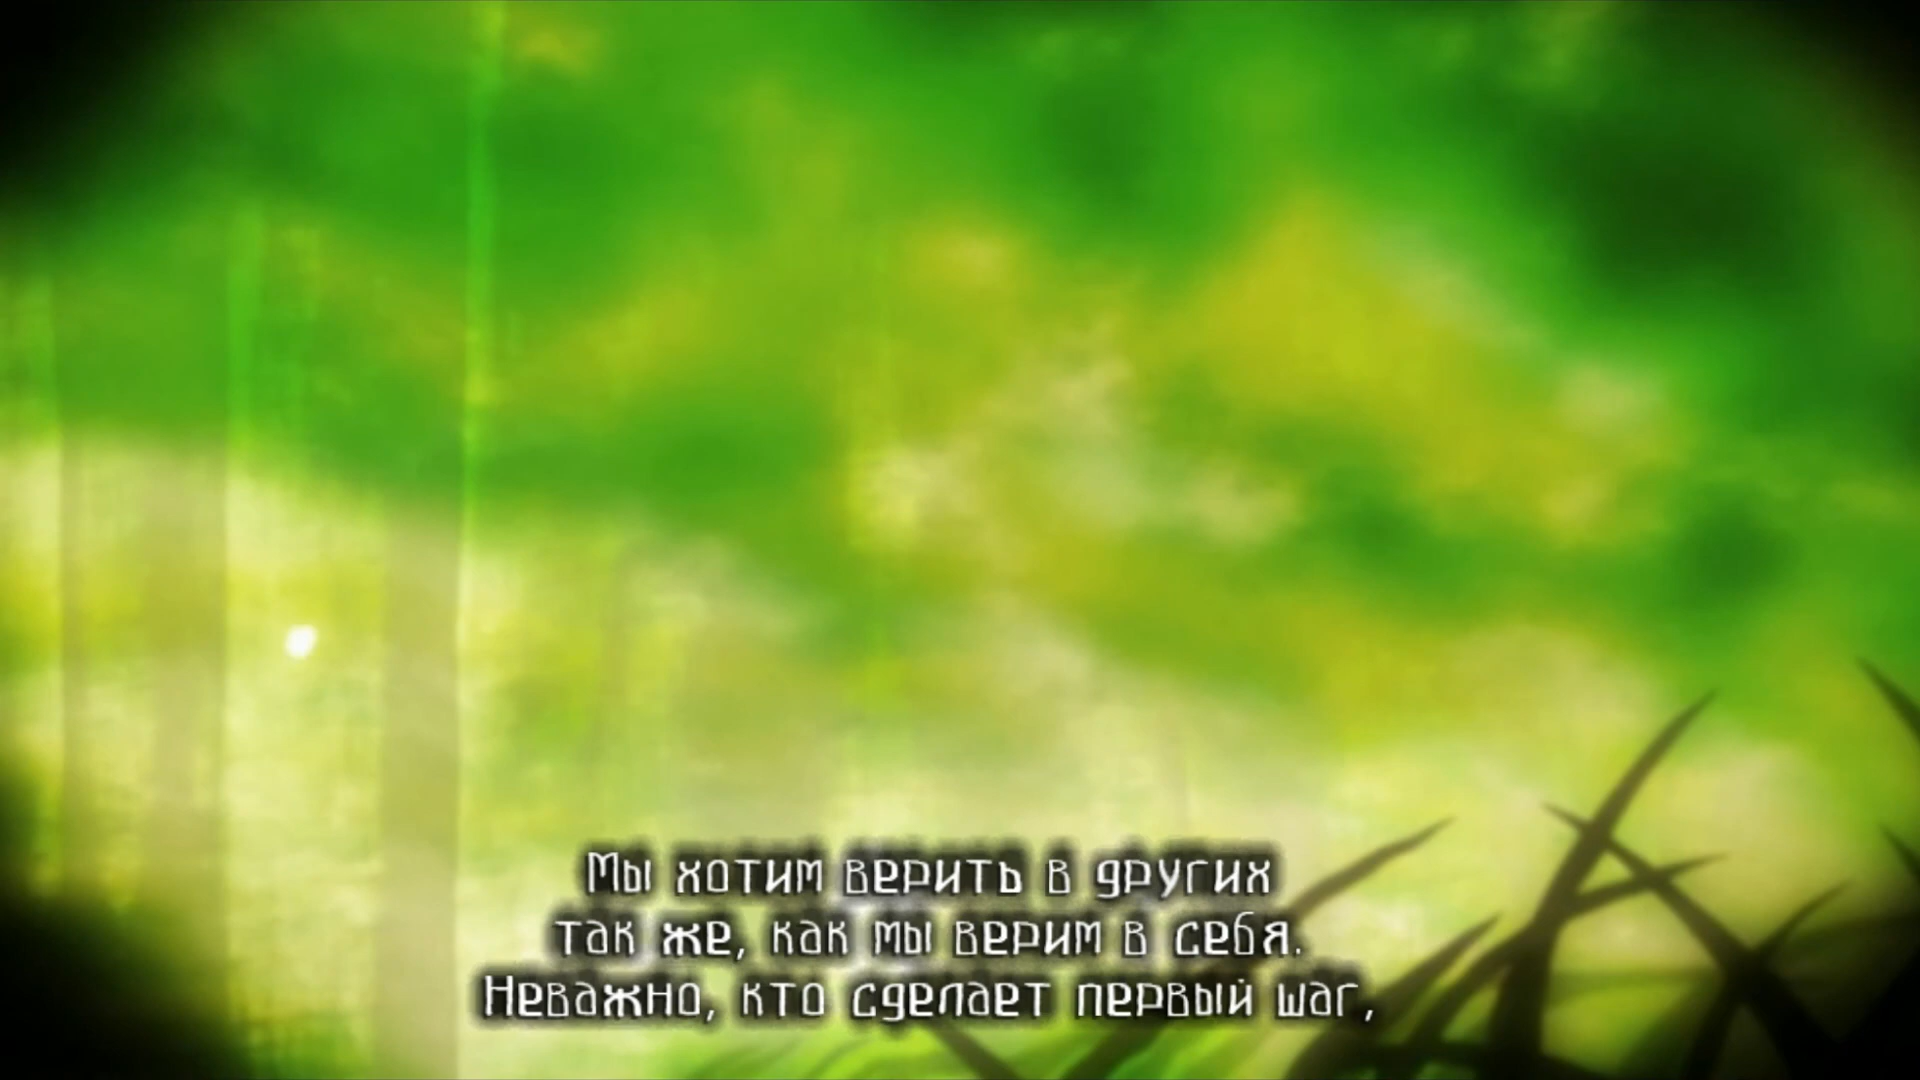 Мы хотим верить в других
так же, как мы верим в себя.
Неважно, кто сделает первый шаг,